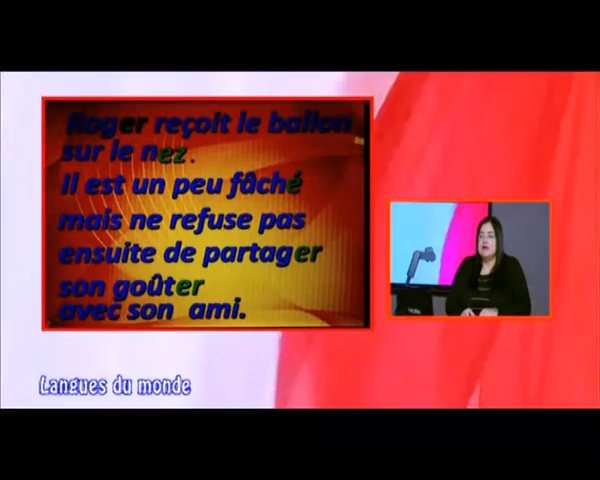 Roger reçoit le ballon
sur le nez.
Il est un peu fâché
mais ne refuse pas
ensuite de partager
son goûter
avec son ami.
Langues du monde